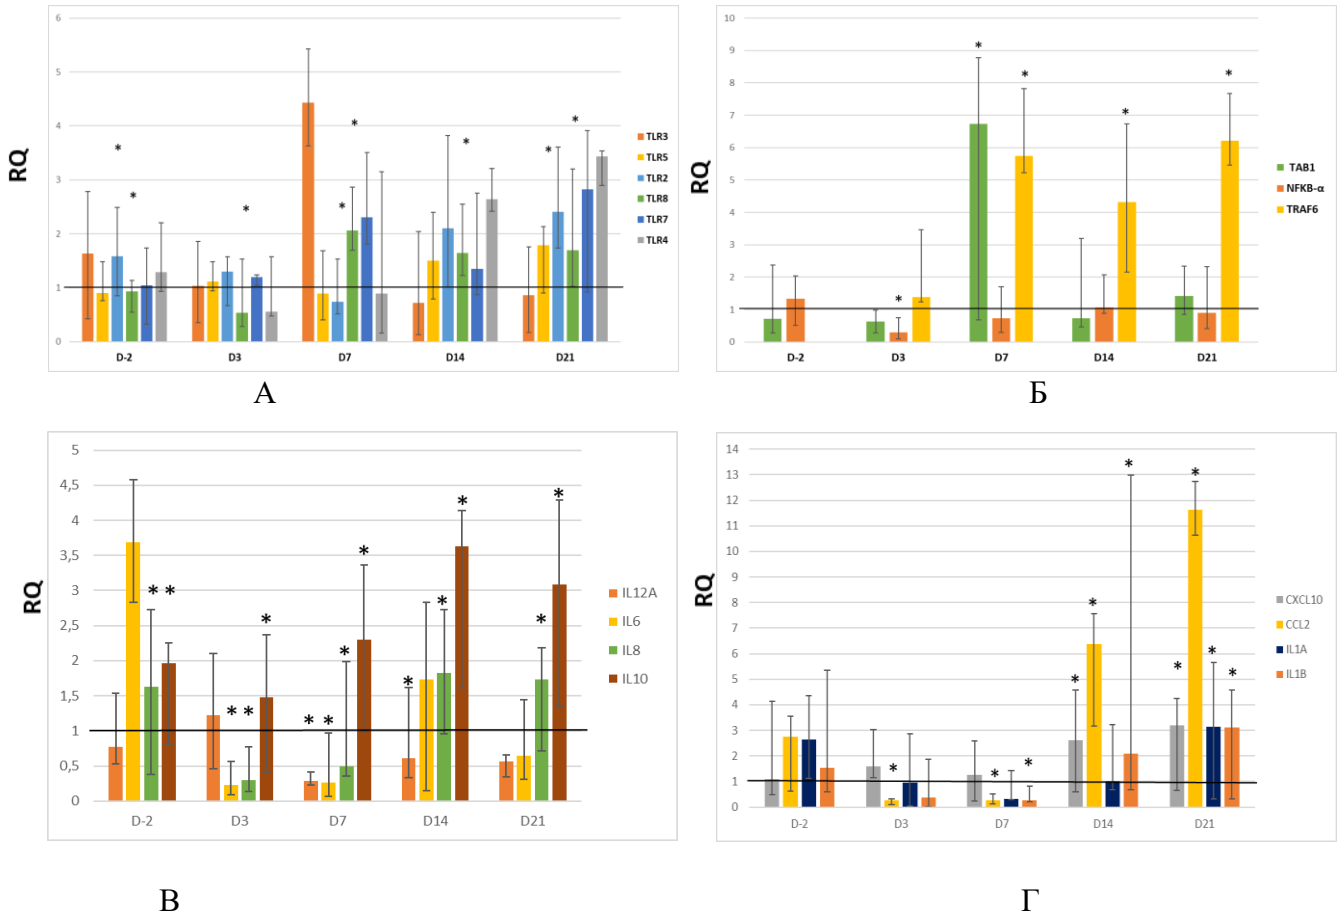 6
5
4
3
2
1
0
RQ
* * * * * * * *
D-2 D3 D7 D14 D21
TLR3
TLR5
TLR2
TLR8
TLR7
TLR4
А
10
9
8
7
6
5
4
3
2
1
0
RQ
* * * * *
D-2 D3 D7 D14 D21
TAB1
NFKB-α
TRAF6
Б
5
4,5
4
3,5
3
2,5
2
1,5
1
0,5
0
RQ
* * * * * * * * * * * * * *
D-2 D3 D7 D14 D21
IL12A
IL6
IL8
IL10
В
14
13
12
11
10
9
8
7
6
5
4
3
2
1
0
RQ
* * * * * * * * * *
D-2 D3 D7 D14 D21
CXCL10
CCL2
IL1A
IL1B
Г